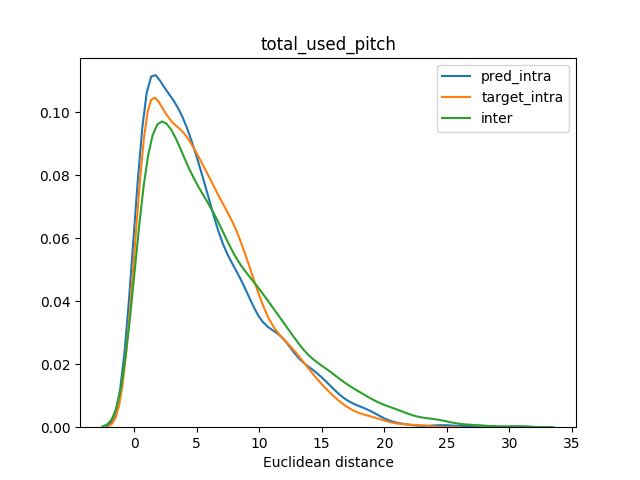 total_used_pitch
pred_intra
target_intra
inter
0.10
0.08
0.06
0.04
0.02
0.00
0 5 10 15 20 25 30 35
Euclidean distance